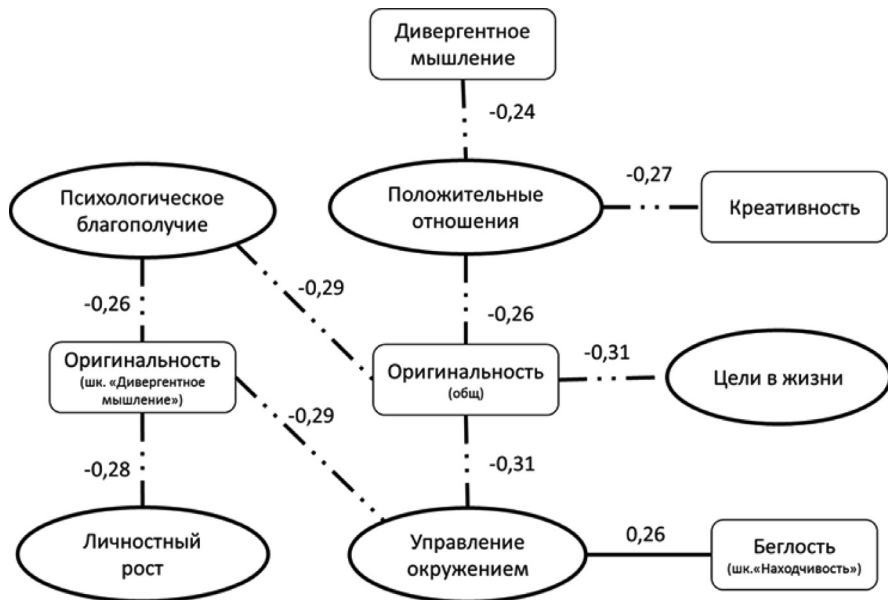 Дивергентное
мышление
-0,24
Психологическое
благополучие
Положительные
отношения
-0,27
Креативность
-0,26
-0,29
-0,26
Оригинальность
(шк. «Дивергентное
мышление»)
Оригинальность
(общ)
-0,31
Цели в жизни
-0,29
-0,28
-0,31
Личностный
рост
Управление
окружением
0,26
Беглость
(шк.«Находчивость»)